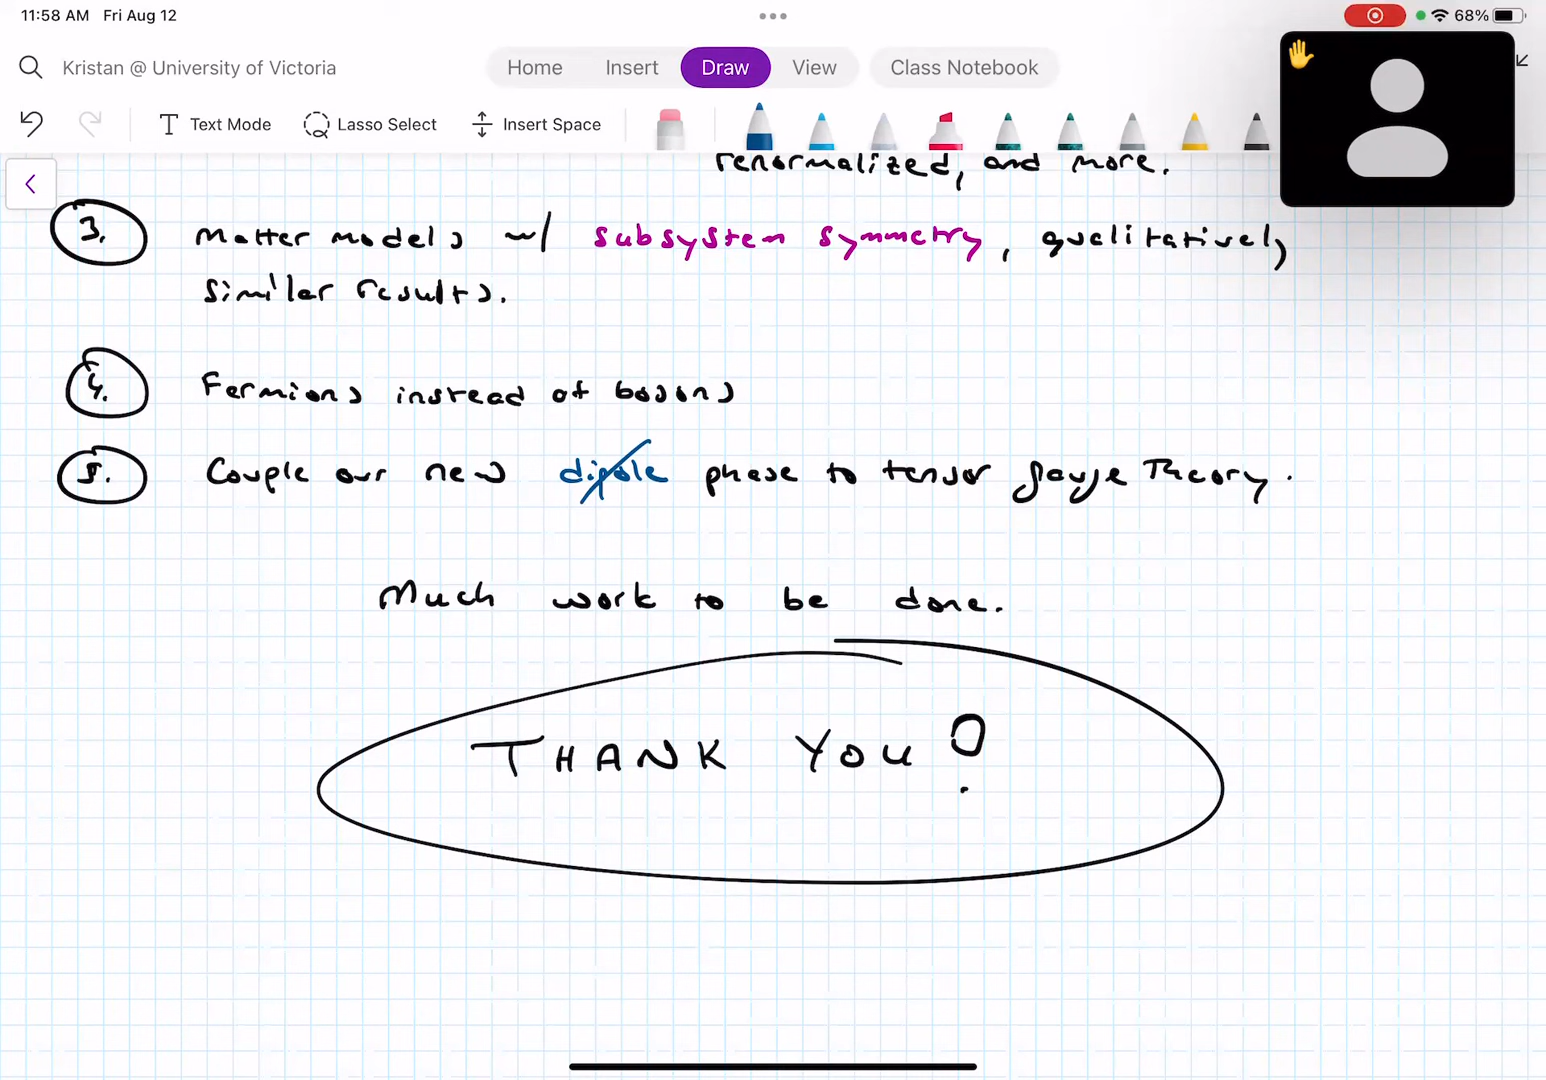 11:58 AM Fri Aug 12
68%
Kristan @ University of Victoria
Home Insert Draw View Class Notebook
Text Mode Lasso Select Insert Space
renormalized, and more.
3. Matter models w/ subsystem symmetry, qualitatively
similar results.
4. Fermions instead of bosons
5. Couple our new dipole phase to tensor gauge theory.
Much work to be done.
THANK YOU!